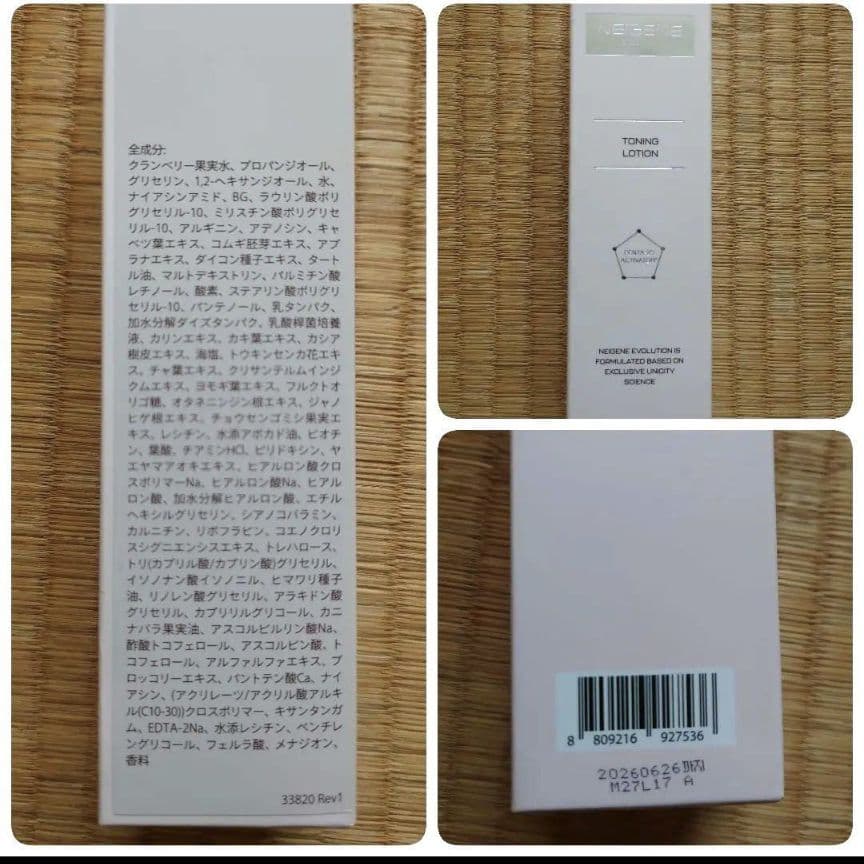 全成分:
クランベリー果実水、プロパンジオール、
グリセリン、1,2-ヘキサンジオール、水、
ナイアシンアミド、BG、ラウリン酸ポリ
グリセリル-10、ミリスチン酸ポリグリセ
リル-10、アルギニン、アデノシン、キャ
ベツ葉エキス、コムギ胚芽エキス、アブ
ラナエキス、ダイコン種子エキス、タート
ル油、マルトデキストリン、パルミチン酸
レチノール、酸素、ステアリン酸ポリグリ
セリル-10、パンテノール、乳タンパク、
加水分解ダイズタンパク、乳酸桿菌培養
液、カリンエキス、カキ葉エキス、カシア
樹皮エキス、海塩、トウキンセンカ花エキ
ス、チャ葉エキス、クリサンテルムインジ
クムエキス、ヨモギ葉エキス、フルクトオ
リゴ糖、オタネニンジン根エキス、ジャノ
ヒゲ根エキス、チョウセンゴミシ果実エ
キス、レシチン、水添アボカド油、ビオチ
ン、葉酸、チアミンHCl、ピリドキシン、ヤ
エヤマアオキエキス、ヒアルロン酸クロ
スポリマーNa、ヒアルロン酸Na、ヒアル
ロン酸、加水分解ヒアルロン酸、エチル
ヘキシルグリセリン、シアノコバラミン、
カルニチン、リボフラビン、コエノクロリ
スシグニエンシスエキス、トレハロース、
トリ(カプリル酸/カプリン酸)グリセリル、
イソノナン酸イソノニル、ヒマワリ種子
油、リノレン酸グリセリル、アラキドン酸
グリセリル、カプリリルグリコール、カニ
ナバラ果実油、アスコルビルリン酸Na、
酢酸トコフェロール、アスコルビン酸、ト
コフェロール、アルファルファエキス、ブ
ロッコリーエキス、パントテン酸Ca、ナイ
アシン、(アクリレーツ/アクリル酸アルキ
ル(C10-30))クロスポリマー、キサンタンガ
ム、EDTA-2Na、水添レシチン、ペンチレ
ングリコール、フェルラ酸、メナジオン、
香料
33820 Rev1
NEIGENE
TONING
LOTION
NEIGENE EVOLUTION IS
FORMULATED BASED ON
EXCLUSIVE UNICITY
SCIENCE
8 809216 927536
20260626까지
M27L17 A